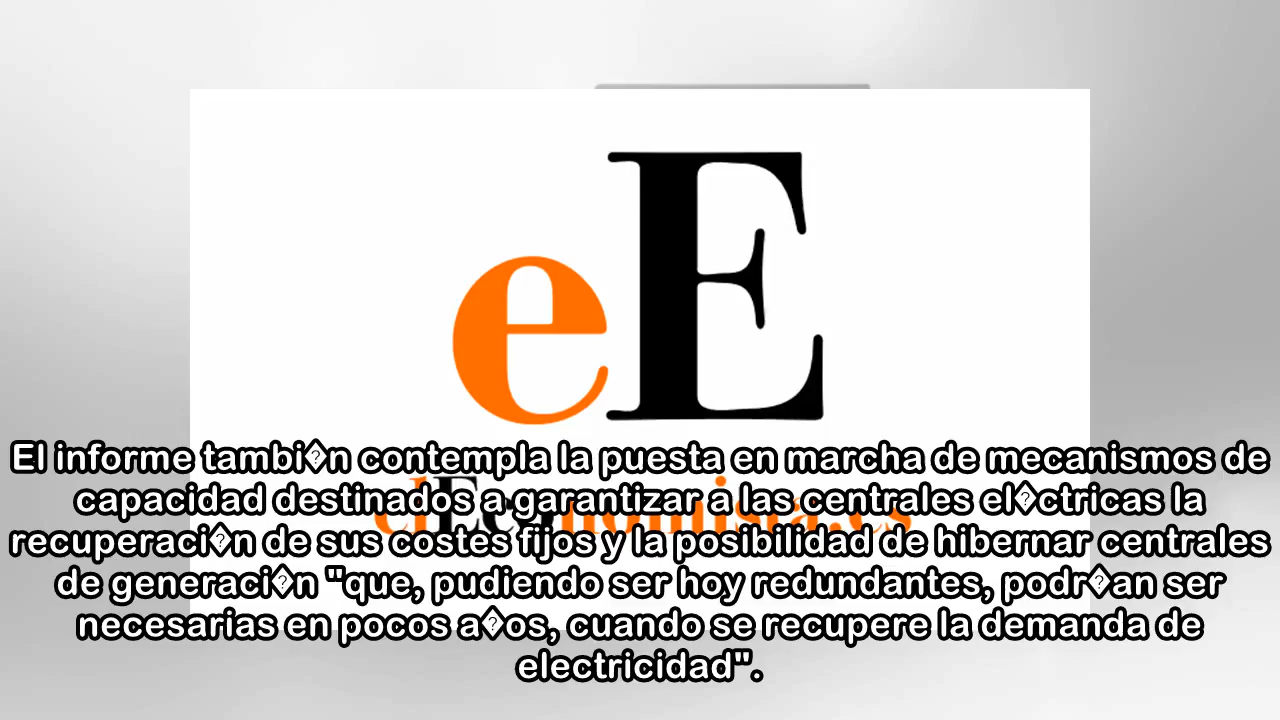 eE
elEconomista.es
El informe tambi�n contempla la puesta en marcha de mecanismos de
capacidad destinados a garantizar a las centrales el�ctricas la
recuperaci�n de sus costes fijos y la posibilidad de hibernar centrales
de generaci�n "que, pudiendo ser hoy redundantes, podr�an ser
necesarias en pocos a�os, cuando se recupere la demanda de
electricidad".